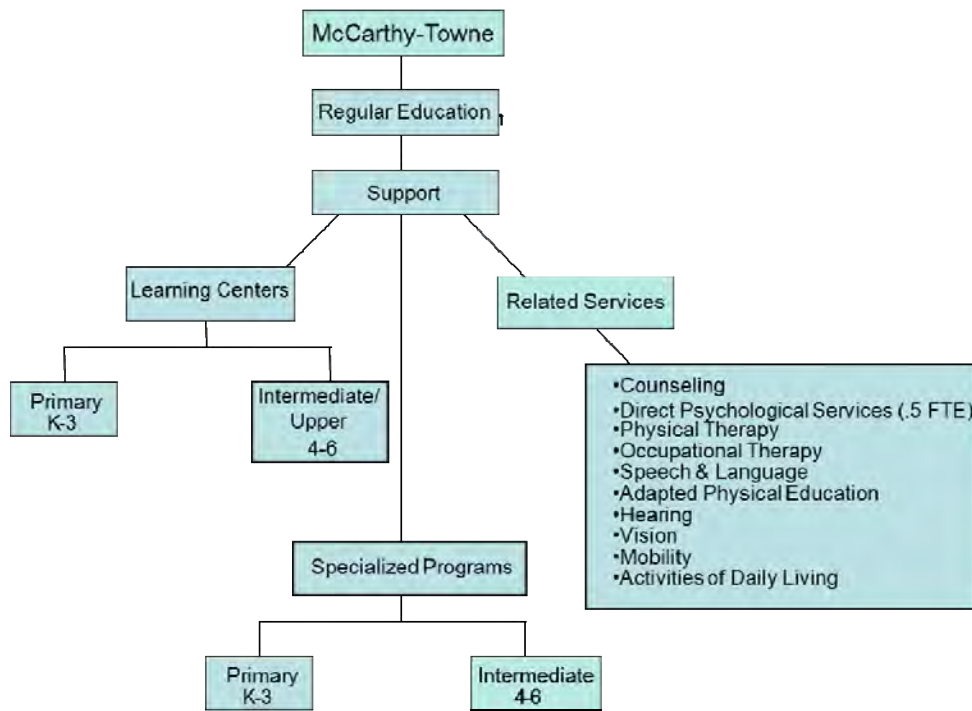 McCarthy-Towne
Regular Education
Support
Learning Centers
Related Services
Primary
K-3
Intermediate/
Upper
4-6
•Counseling
•Direct Psychological Services (.5 FTE)
•Physical Therapy
•Occupational Therapy
•Speech & Language
•Adapted Physical Education
•Hearing
•Vision
•Mobility
•Activities of Daily Living
Specialized Programs
Primary
K-3
Intermediate
4-6